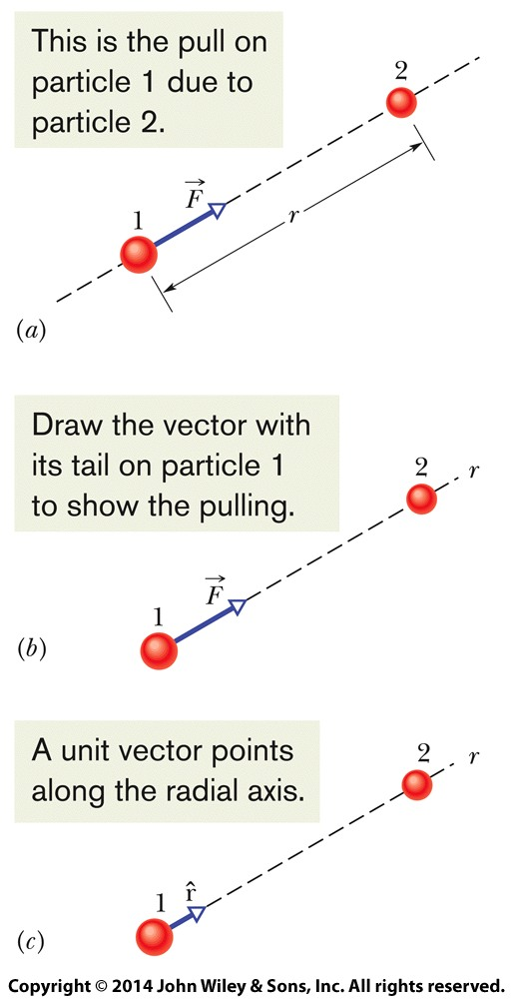 This is the pull on
particle 1 due to
particle 2.
2
F
r
1
(a)
Draw the vector with
its tail on particle 1
to show the pulling.
2
r
F
1
(b)
A unit vector points
along the radial axis.
2
r
r̂
1
(c)
Copyright © 2014 John Wiley & Sons, Inc. All rights reserved.